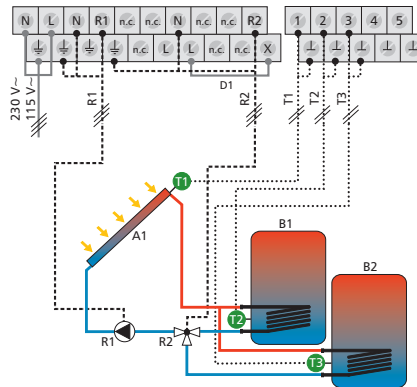 N L N R1 n.c. n.c. N n.c. R2 1 2 3 4 5
n.c. n.c. L L n.c. X
D1
230 V~
115 V~
R1
R2
T1
T2
T3
T1
A1
B1
B2
T2
T3
R1
R2